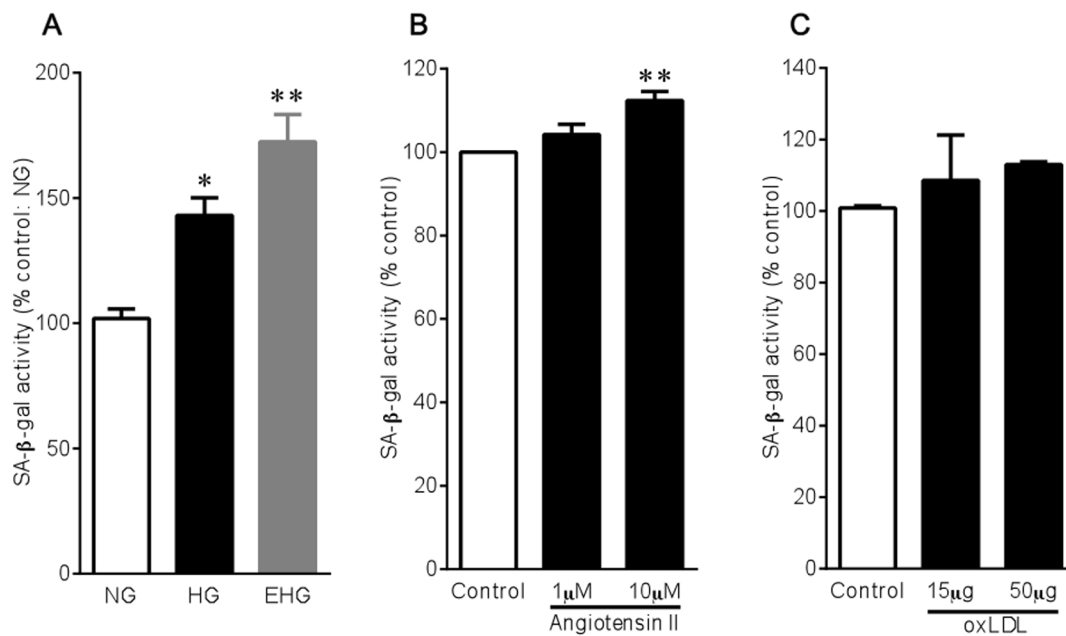 A
SA-β-gal activity (% control: NG)
200
150
100
50
0
*
**
NG HG EHG
B
SA-β-gal activity (% control)
120
100
80
60
40
20
0
**
Control 1μM 10μM
Angiotensin II
C
SA-β-gal activity (% control)
140
120
100
80
60
40
20
0
Control 15μg 50μg
oxLDL